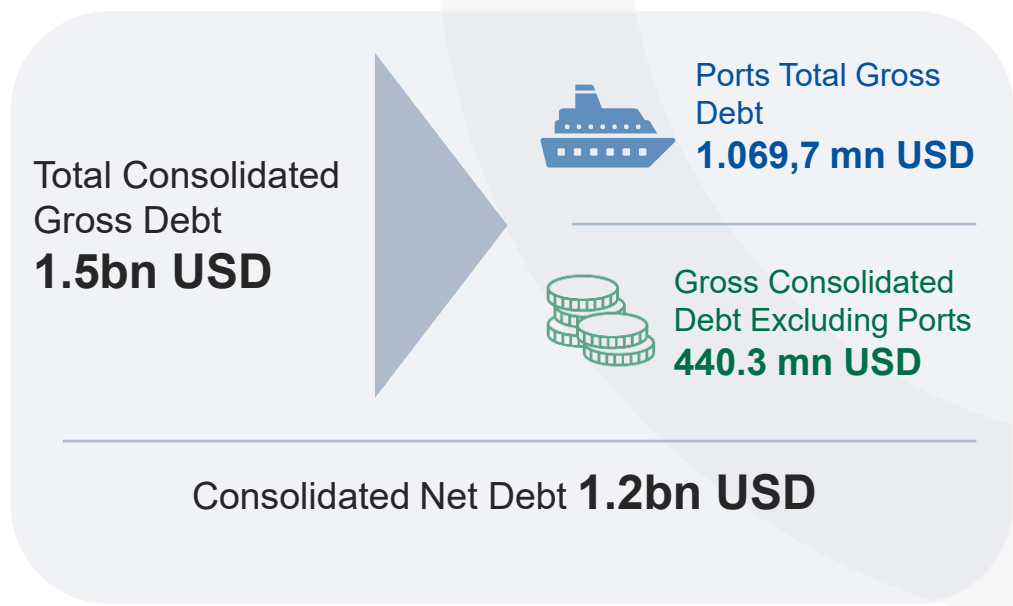 Total Consolidated
Gross Debt
1.5bn USD
Ports Total Gross
Debt
1.069,7 mn USD
Gross Consolidated
Debt Excluding Ports
440.3 mn USD
Consolidated Net Debt 1.2bn USD